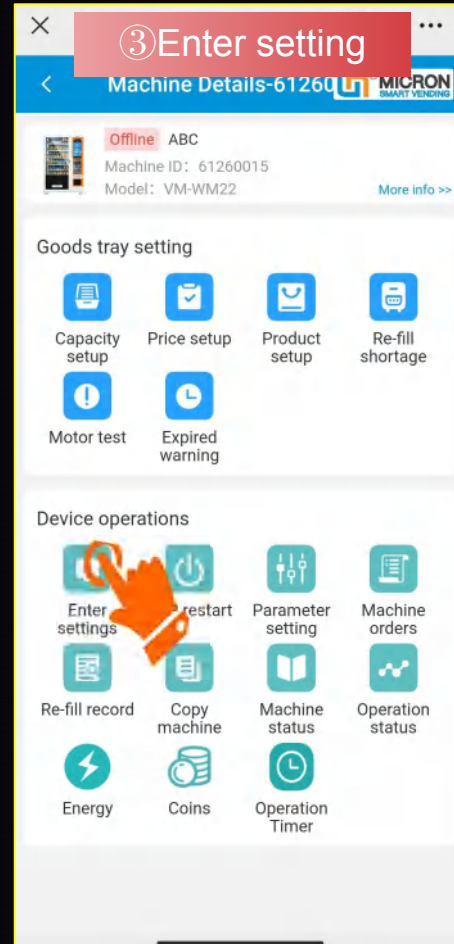 ③Enter setting
Machine Details-61260
MICRON
SMART VENDING
Offline ABC
Machine ID: 61260015
Model: VM-WM22
More info >>
Goods tray setting
Capacity setup
Price setup
Product setup
Re-fill shortage
Motor test
Expired warning
Device operations
Enter settings
restart
Parameter setting
Machine orders
Re-fill record
Copy machine
Machine status
Operation status
Energy
Coins
Operation Timer